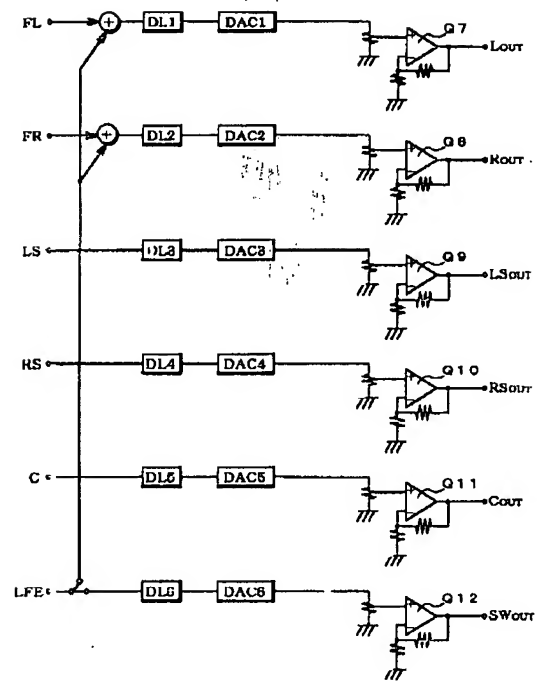 FL DL1 DAC1 Q7 LOUT
FR DL2 DAC2 Q8 ROUT
LS DL3 DAC3 Q9 LSOUT
RS DL4 DAC4 Q10 RSOUT
C DL5 DAC5 Q11 COUT
LFE DL6 DAC6 Q12 SWOUT